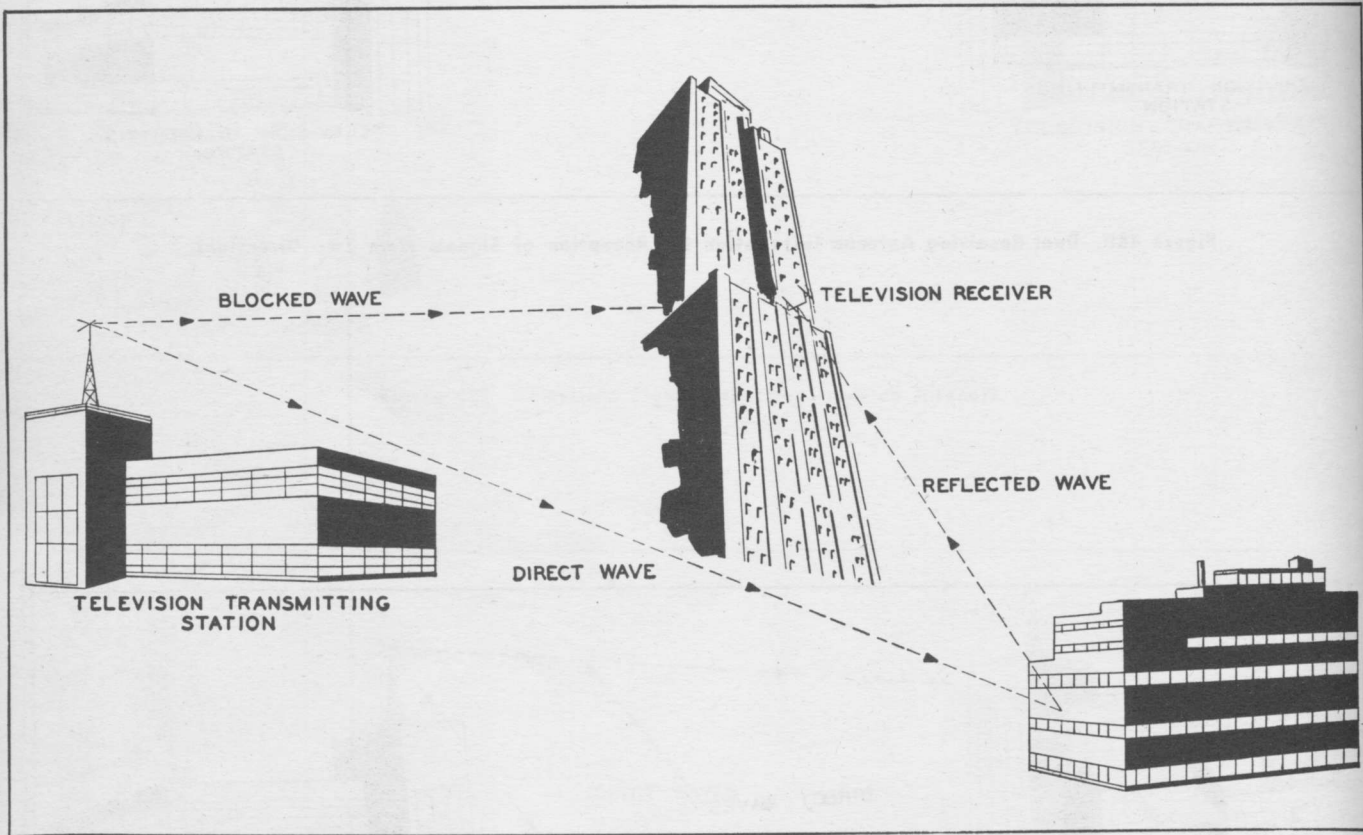 BLOCKED WAVE
TELEVISION RECEIVER
REFLECTED WAVE
DIRECT WAVE
TELEVISION TRANSMITTING
STATION